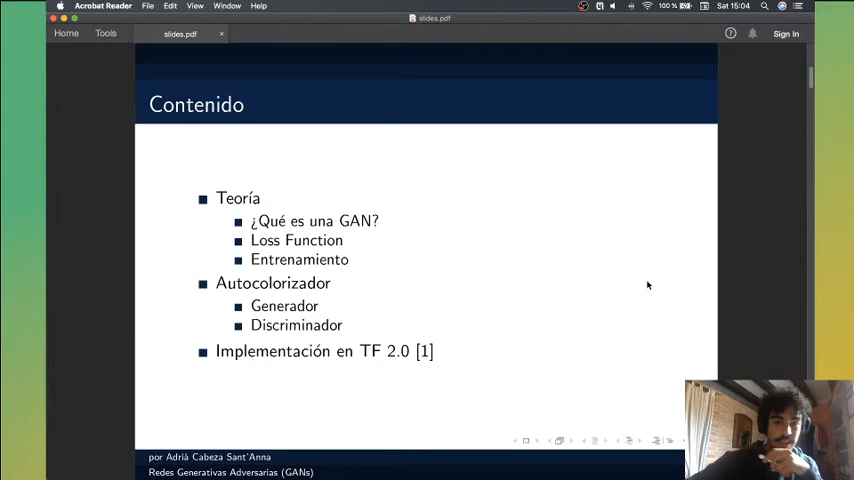 Acrobat Reader File Edit View Window Help 100 % Sat 15:04
slides.pdf
Home Tools slides.pdf × Sign In
Contenido
Teoría
¿Qué es una GAN?
Loss Function
Entrenamiento
Autocolorizador
Generador
Discriminador
Implementación en TF 2.0 [1]
por Adrià Cabeza Sant'Anna
Redes Generativas Adversarias (GANs)